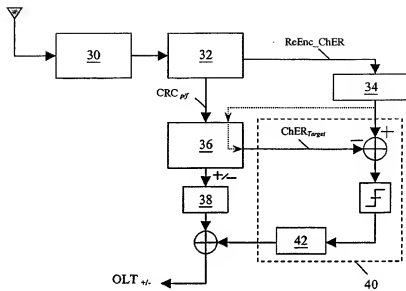 ReEnc_ChER
30
32
34
CRC p/f
36
ChER Target
+
−
+/−
38
42
40
OLT +/-